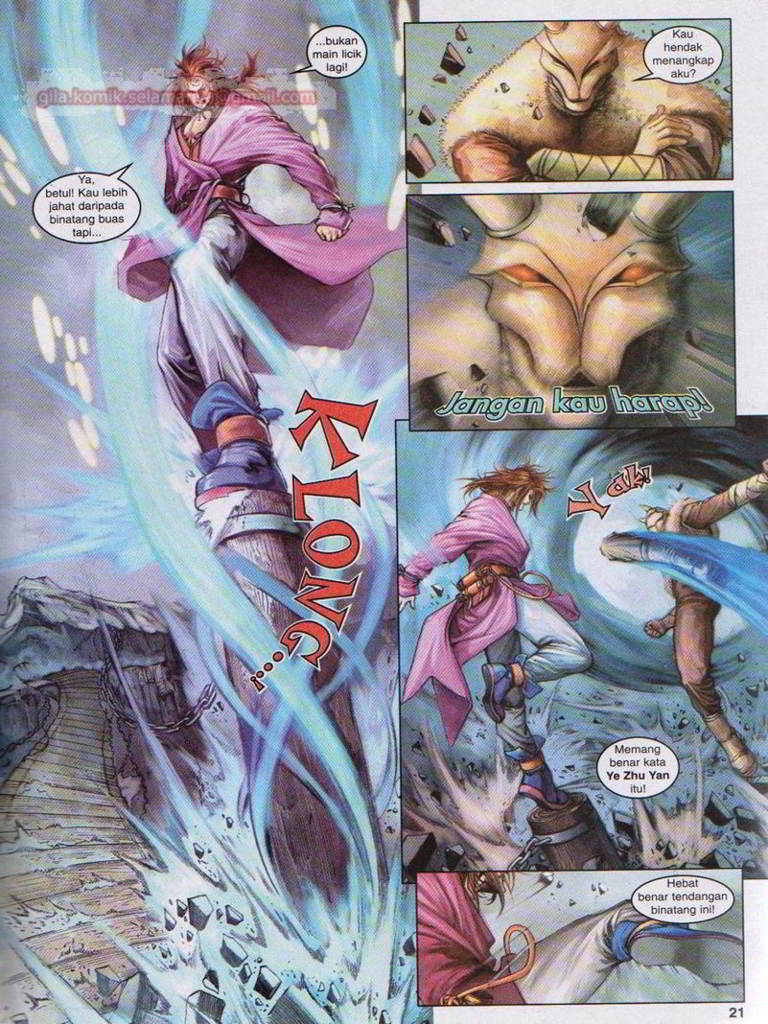 ...bukan
main licik
lagi!
Ya,
betul! Kau lebih
jahat daripada
binatang buas
tapi...
KLONG...!
Kau
hendak
menangkap
aku?
Jangan kau harap!
Yak!
Memang
benar kata
Ye Zhu Yan
itu!
Hebat
benar tendangan
binatang ini!
21